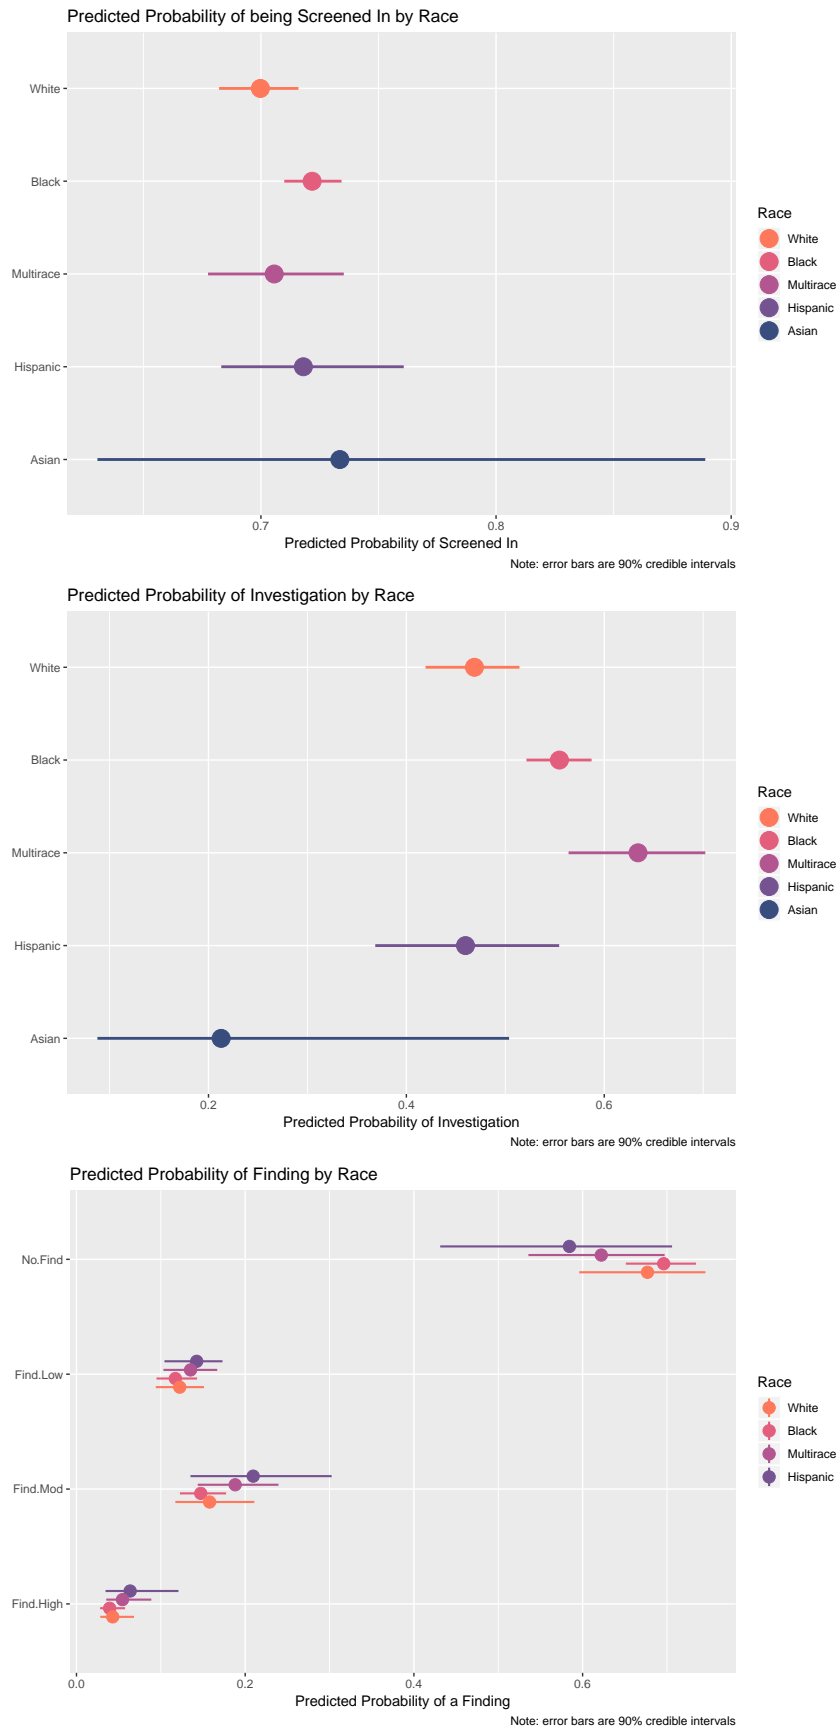 Predicted Probability of being Screened In by Race
White
Black
Multirace
Hispanic
Asian
0.7
0.8
0.9
Predicted Probability of Screened In
Note: error bars are 90% credible intervals
Race
White
Black
Multirace
Hispanic
Asian
Predicted Probability of Investigation by Race
White
Black
Multirace
Hispanic
Asian
0.2
0.4
0.6
Predicted Probability of Investigation
Note: error bars are 90% credible intervals
Race
White
Black
Multirace
Hispanic
Asian
Predicted Probability of Finding by Race
No.Find
Find.Low
Find.Mod
Find.High
0.0
0.2
0.4
0.6
Predicted Probability of a Finding
Note: error bars are 90% credible intervals
Race
White
Black
Multirace
Hispanic